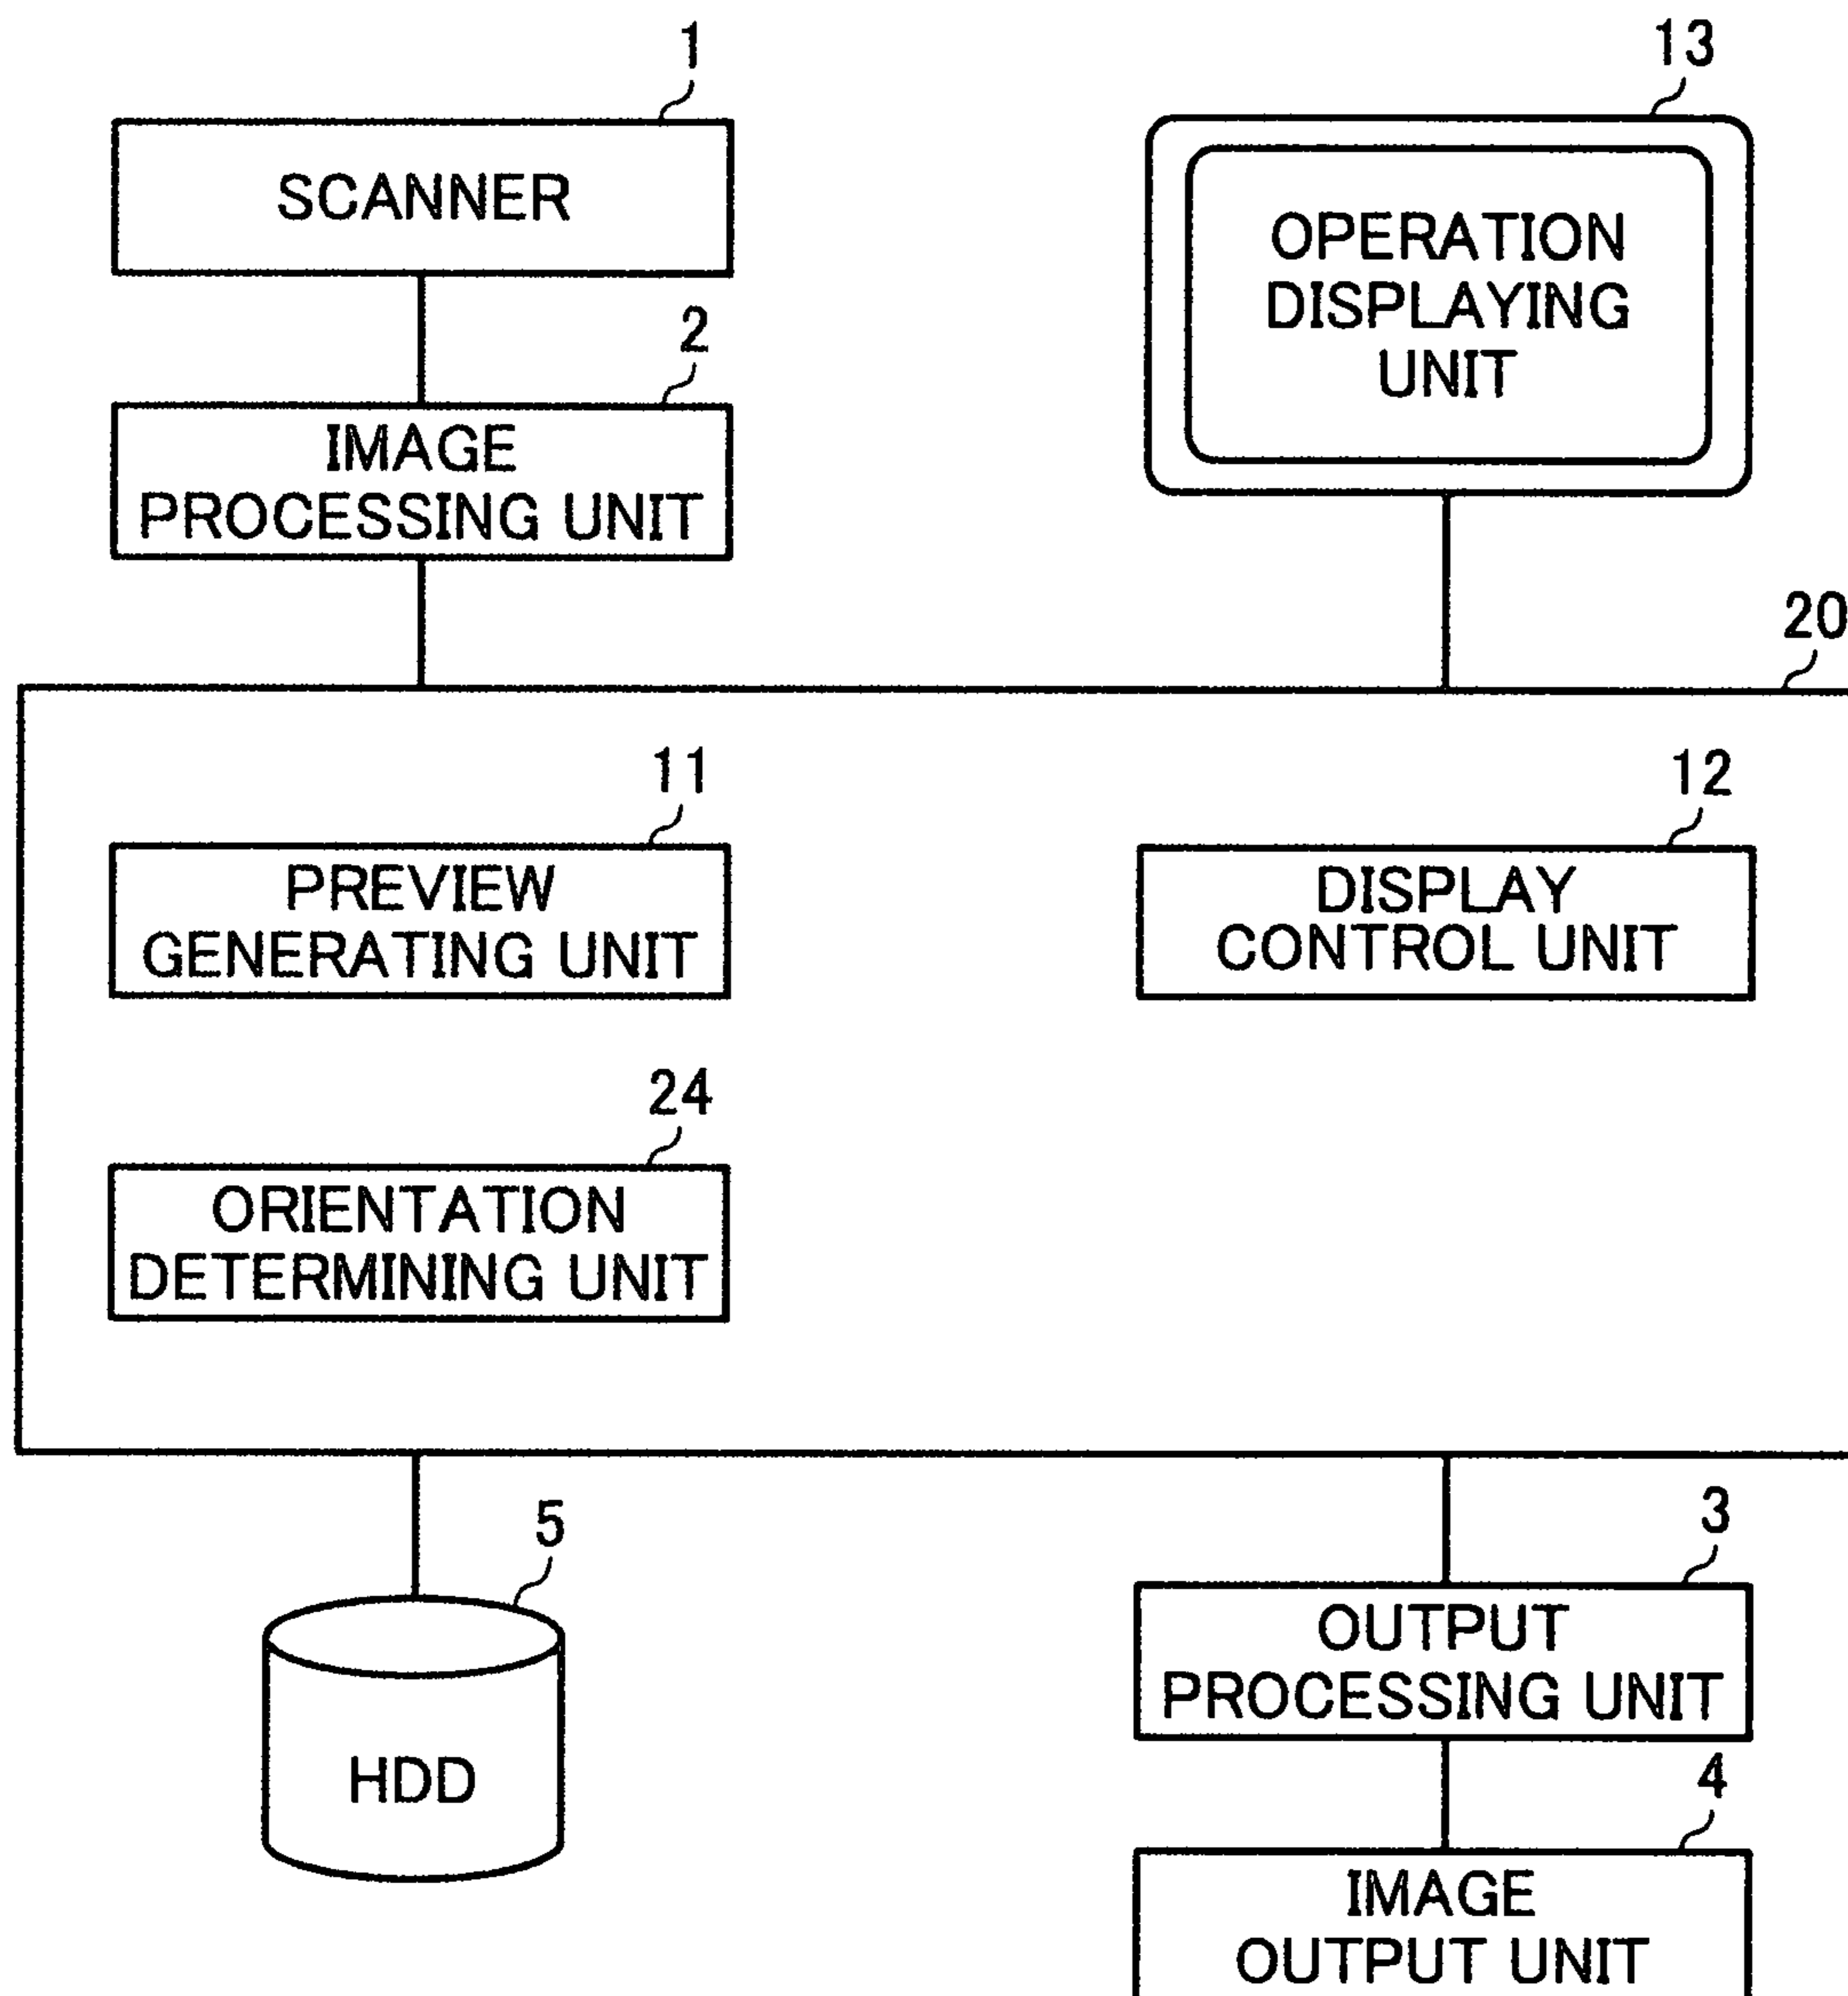 1
13
SCANNER
OPERATION
DISPLAYING
UNIT
2
IMAGE
PROCESSING UNIT
20
11
12
PREVIEW
GENERATING UNIT
DISPLAY
CONTROL UNIT
24
ORIENTATION
DETERMINING UNIT
5
3
HDD
OUTPUT
PROCESSING UNIT
4
IMAGE
OUTPUT UNIT